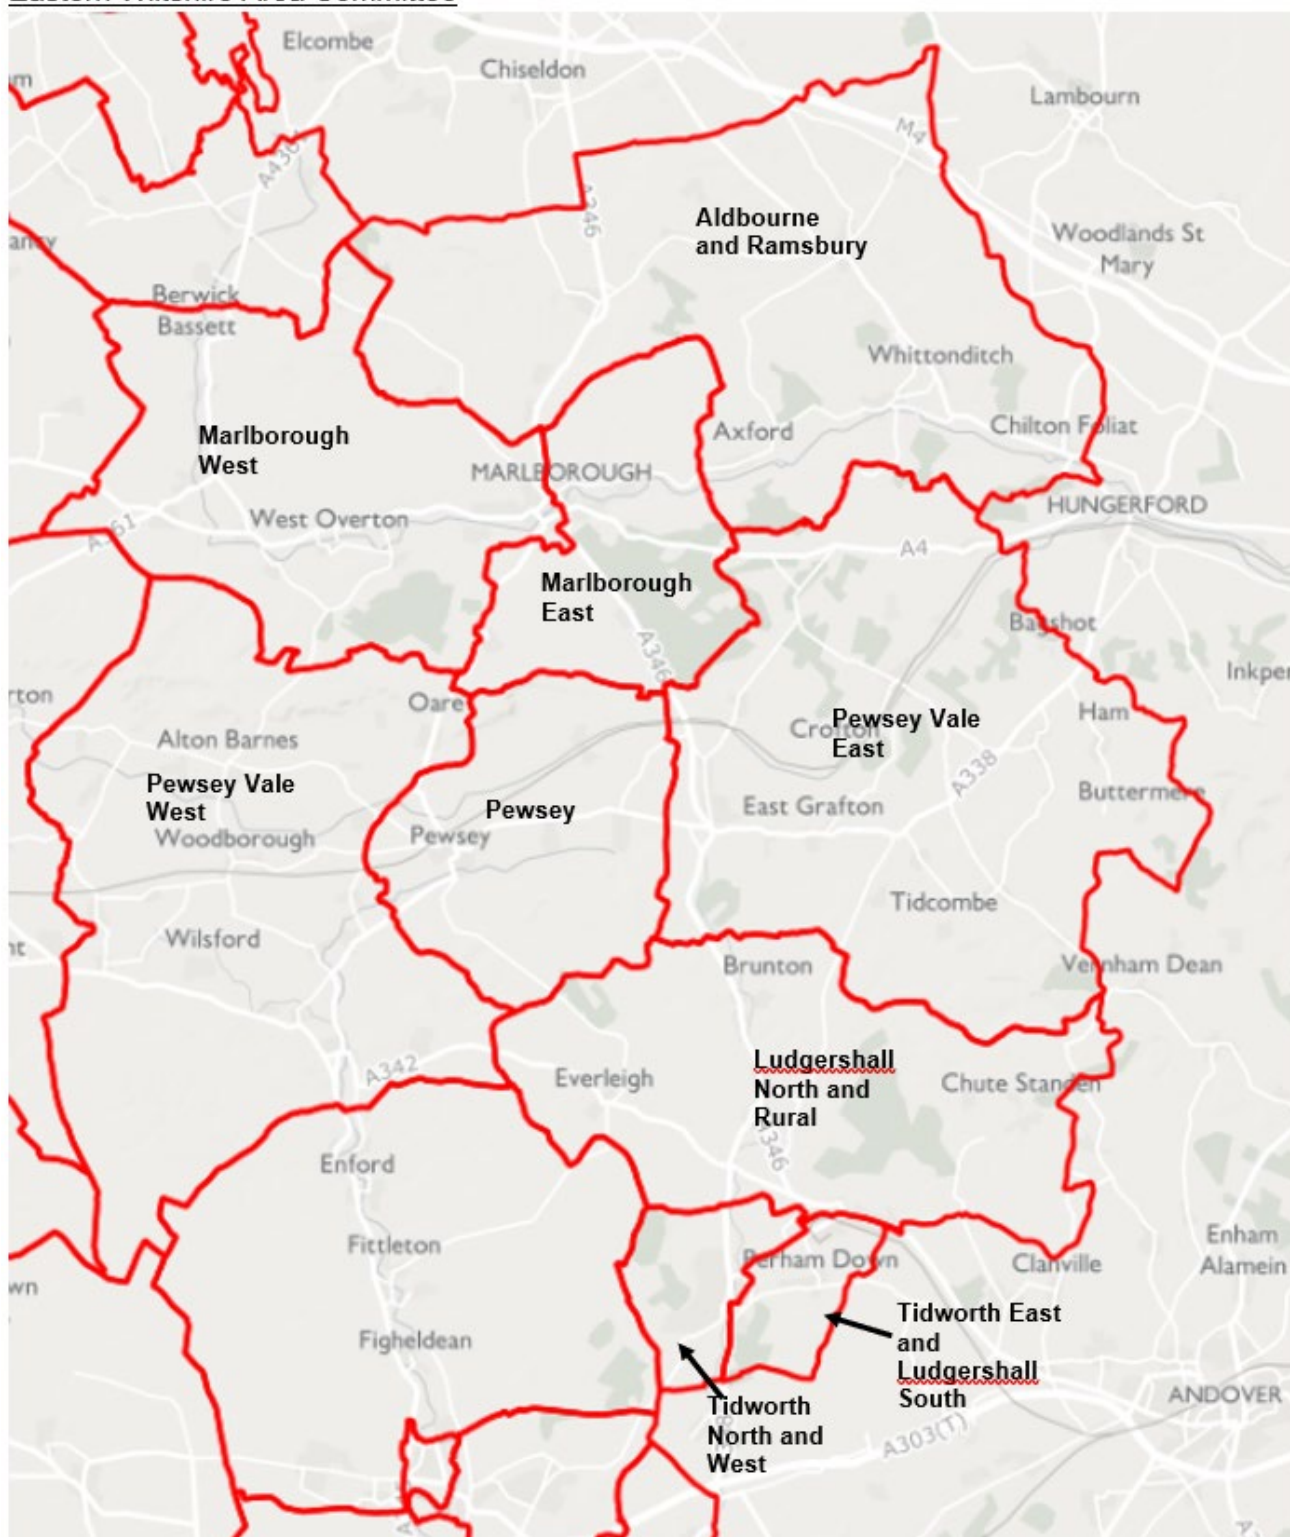 Elcombe
Chiseldon
Lambourn
M4
A4361
A346
Aldbourne
and Ramsbury
Woodlands St
Mary
Berwick
Bassett
Whittonditch
Marlborough
West
Axford
Chilton Foliat
MARLBOROUGH
HUNGERFORD
West Overton
A361
A4
Marlborough
East
Bagshot
A346
Oare
Ham
Alton Barnes
Crofton
Pewsey Vale
East
Pewsey Vale
West
A338
Buttermere
Pewsey
East Grafton
Woodborough
Pewsey
Tidcombe
Wilsford
Brunton
Vernham Dean
A342
Everleigh
Ludgershall
North and
Rural
Chute Standen
A346
Enford
Fittleton
Perham Down
Clanville
Enham
Alamein
Figheldean
Tidworth East
and
Ludgershall
South
Tidworth
North and
West
ANDOVER
A303(T)